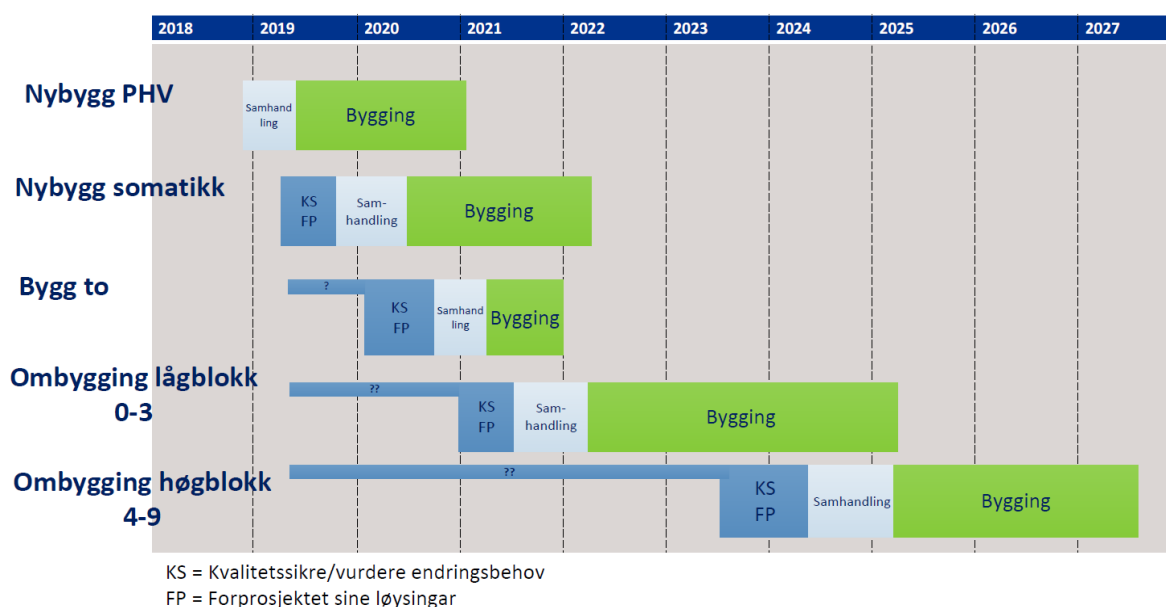 2018 2019 2020 2021 2022 2023 2024 2025 2026 2027
Nybygg PHV
Samhand
ling
Bygging
Nybygg somatikk
KS
FP
Sam-
handling
Bygging
Bygg to
?
KS
FP
Samhand
ling
Bygging
Ombygging lågblokk
0-3
??
KS
FP
Sam-
handling
Bygging
Ombygging høgblokk
4-9
??
KS
FP
Samhandling
Bygging
KS = Kvalitetssikre/vurdere endringsbehov
FP = Forprosjektet sine løysingar